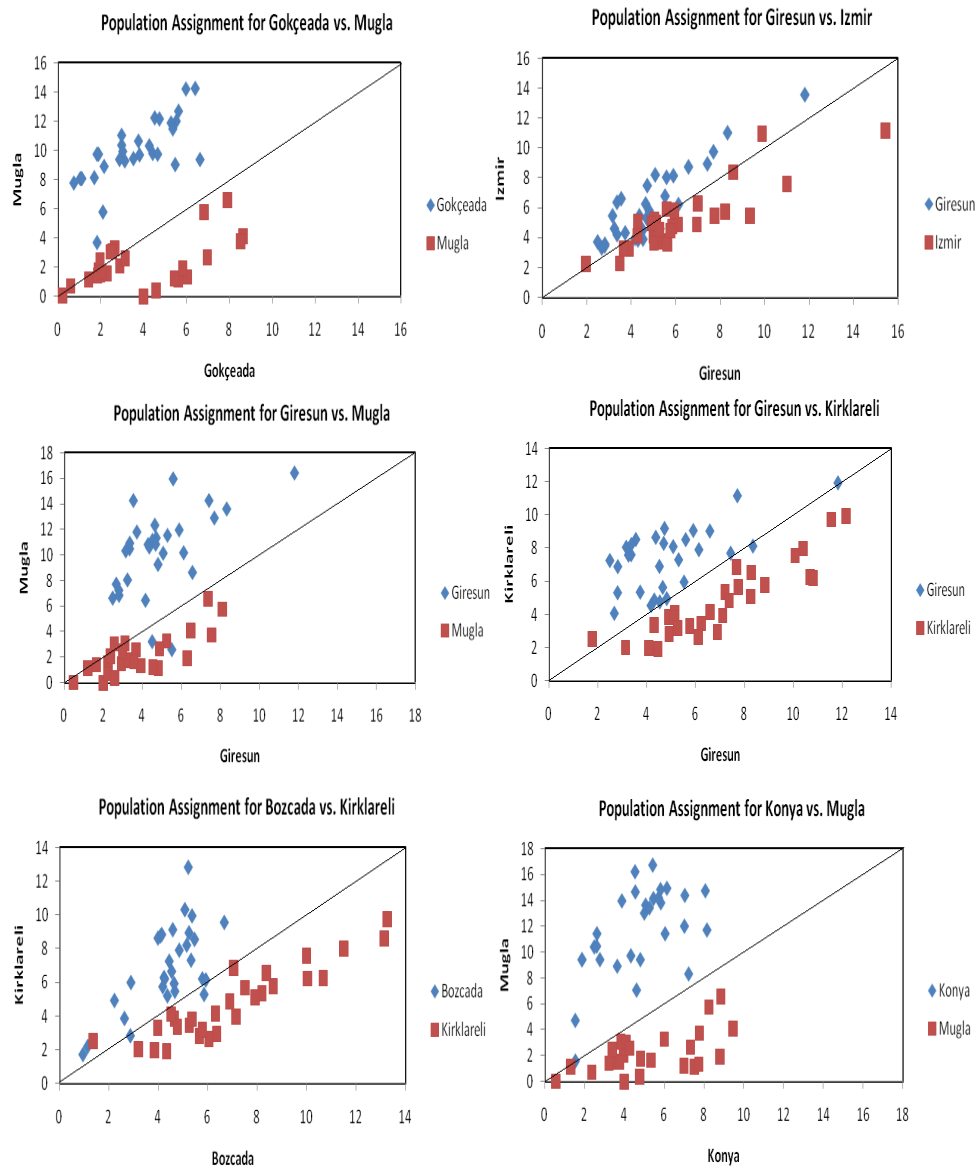 Population Assignment for Gokçeada vs. Mugla
16
14
12
10
8
6
4
2
0
0 2 4 6 8 10 12 14 16
Mugla
Gokçeada
Gokçeada
Mugla
Population Assignment for Giresun vs. Izmir
16
14
12
10
8
6
4
2
0
0 2 4 6 8 10 12 14 16
Izmir
Giresun
Giresun
Izmir
Population Assignment for Giresun vs. Mugla
18
16
14
12
10
8
6
4
2
0
0 2 4 6 8 10 12 14 16 18
Mugla
Giresun
Giresun
Mugla
Population Assignment for Giresun vs. Kirklareli
14
12
10
8
6
4
2
0
0 2 4 6 8 10 12 14
Kirklareli
Giresun
Giresun
Kirklareli
Population Assignment for Bozcada vs. Kirklareli
14
12
10
8
6
4
2
0
0 2 4 6 8 10 12 14
Kirklareli
Bozcada
Bozcada
Kirklareli
Population Assignment for Konya vs. Mugla
18
16
14
12
10
8
6
4
2
0
0 2 4 6 8 10 12 14 16 18
Mugla
Konya
Konya
Mugla